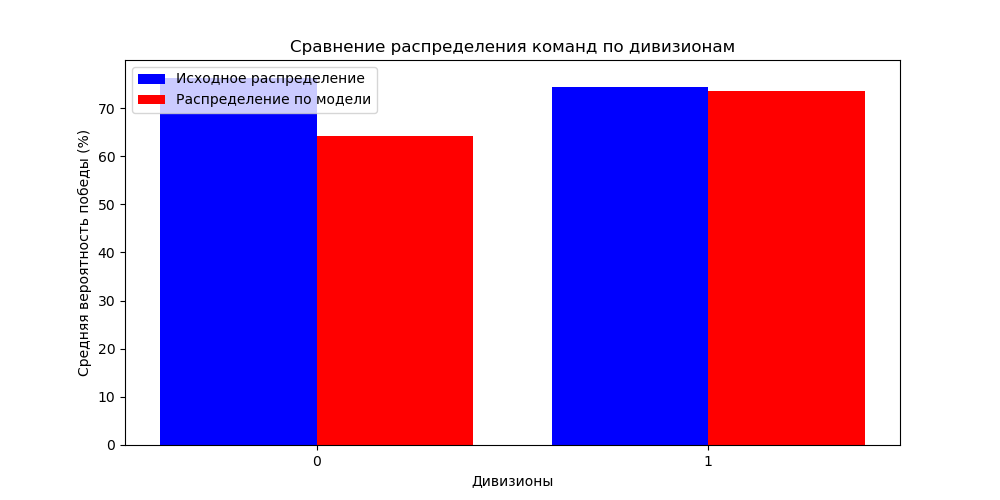 Сравнение распределения команд по дивизионам
Исходное распределение
Распределение по модели
Средняя вероятность победы (%)
70
60
50
40
30
20
10
0
0
1
Дивизионы